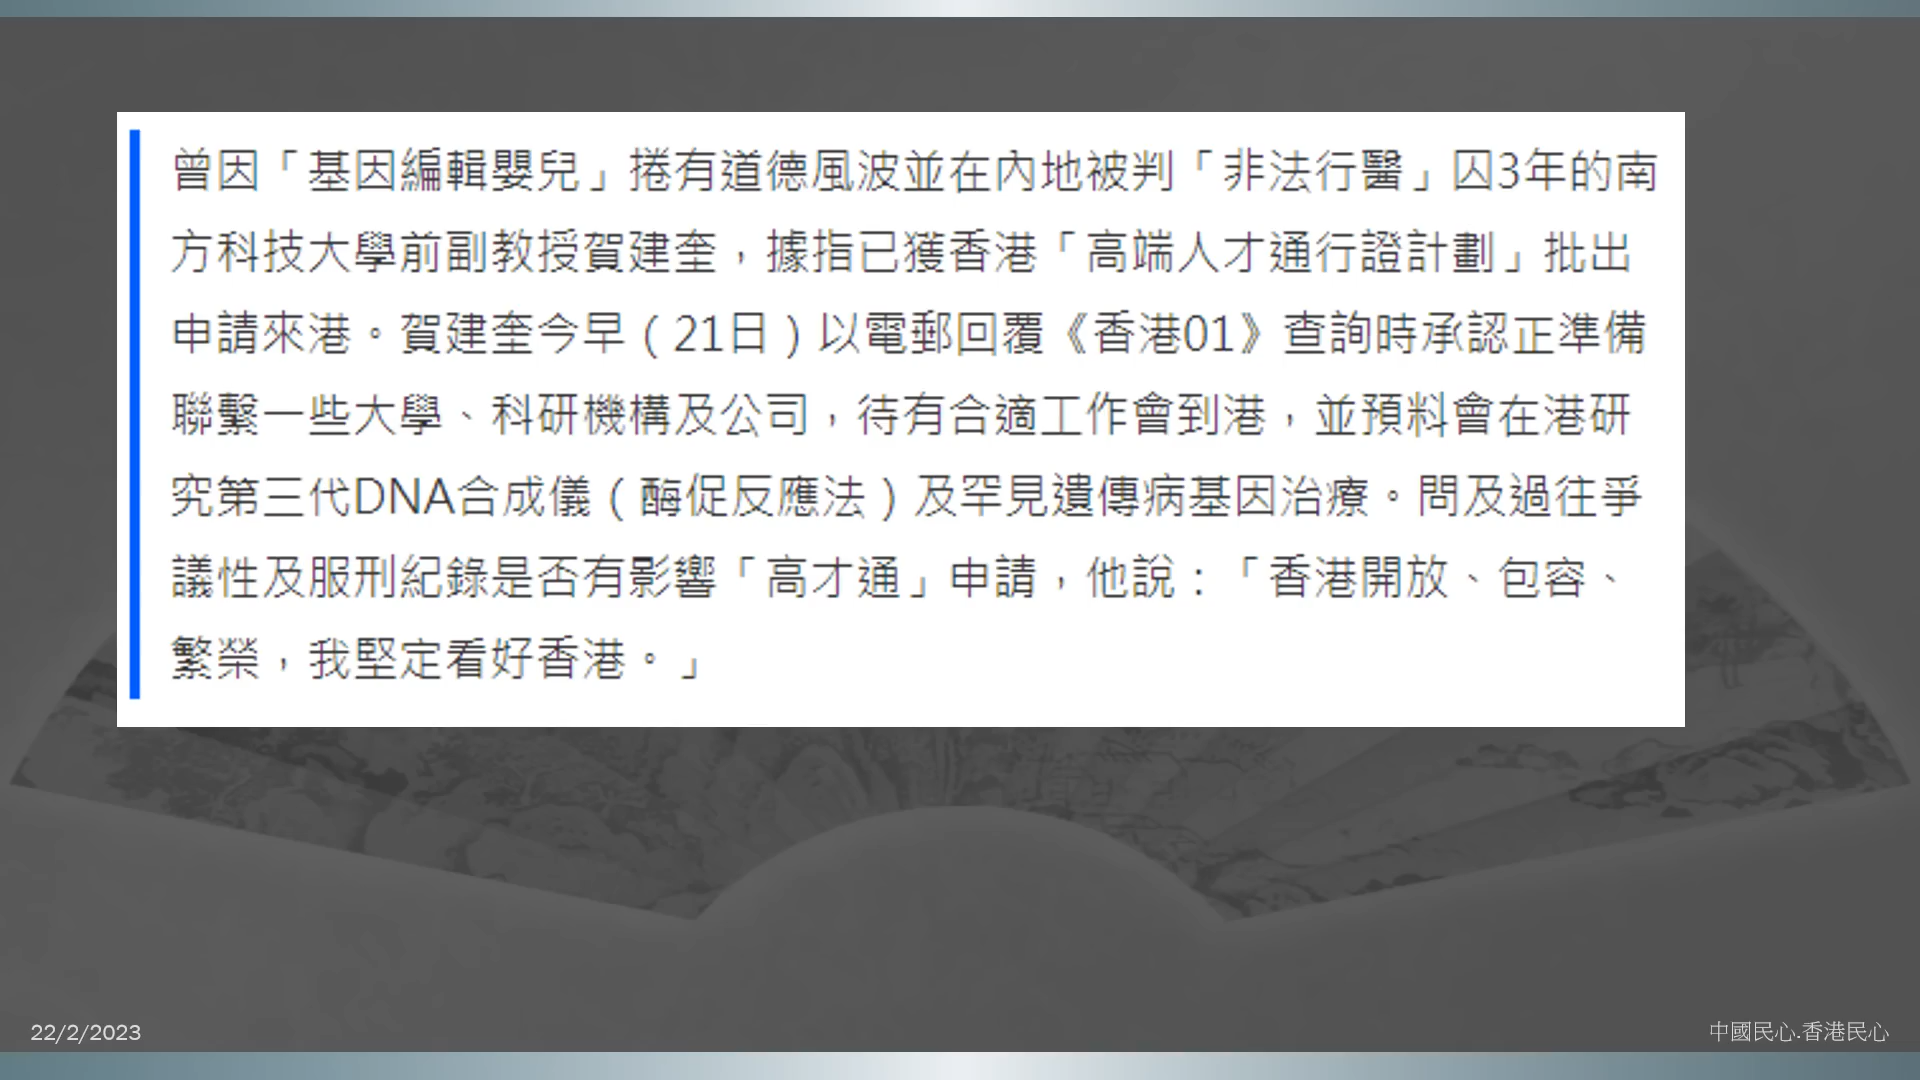 曾因「基因編輯嬰兒」捲有道德風波並在內地被判「非法行醫」囚3年的南
方科技大學前副教授賀建奎，據指已獲香港「高端人才通行證計劃」批出
申請來港。賀建奎今早（21日）以電郵回覆《香港01》查詢時承認正準備
聯繫一些大學、科研機構及公司，待有合適工作會到港，並預料會在港研
究第三代DNA合成儀（酶促反應法）及罕見遺傳病基因治療。問及過往爭
議性及服刑紀錄是否有影響「高才通」申請，他說：「香港開放、包容、
繁榮，我堅定看好香港。」
22/2/2023
中國民心.香港民心